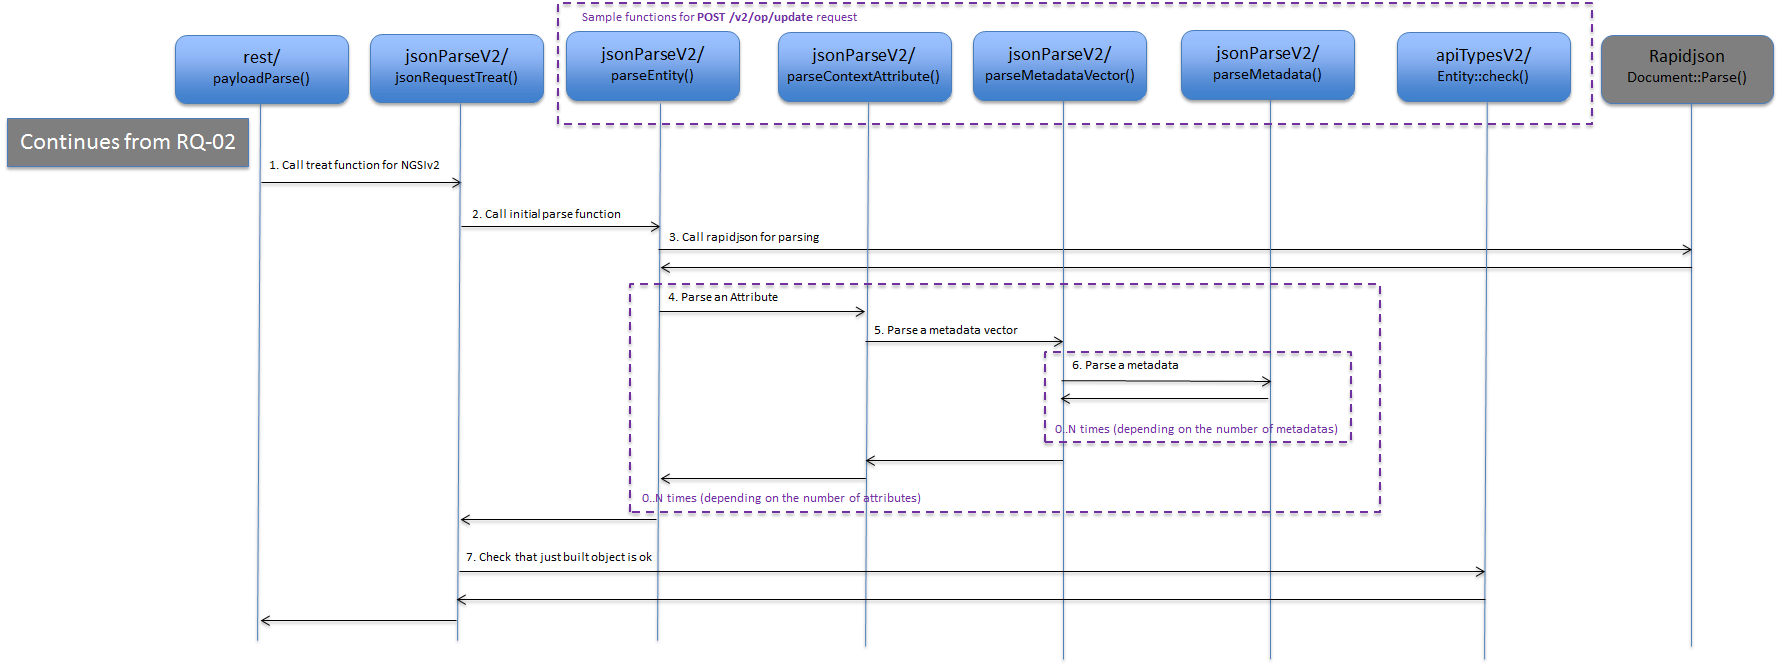 Sample functions for POST /v2/op/update request
rest/
payloadParse()
jsonParseV2/
jsonRequestTreat()
jsonParseV2/
parseEntity()
jsonParseV2/
parseContextAttribute()
jsonParseV2/
parseMetadataVector()
jsonParseV2/
parseMetadata()
apiTypesV2/
Entity::check()
Rapidjson
Document::Parse()
Continues from RQ-02
1. Call treat function for NGSIv2
2. Call initial parse function
3. Call rapidjson for parsing
4. Parse an Attribute
5. Parse a metadata vector
6. Parse a metadata
0..N times (depending on the number of metadatas)
0..N times (depending on the number of attributes)
7. Check that just built object is ok